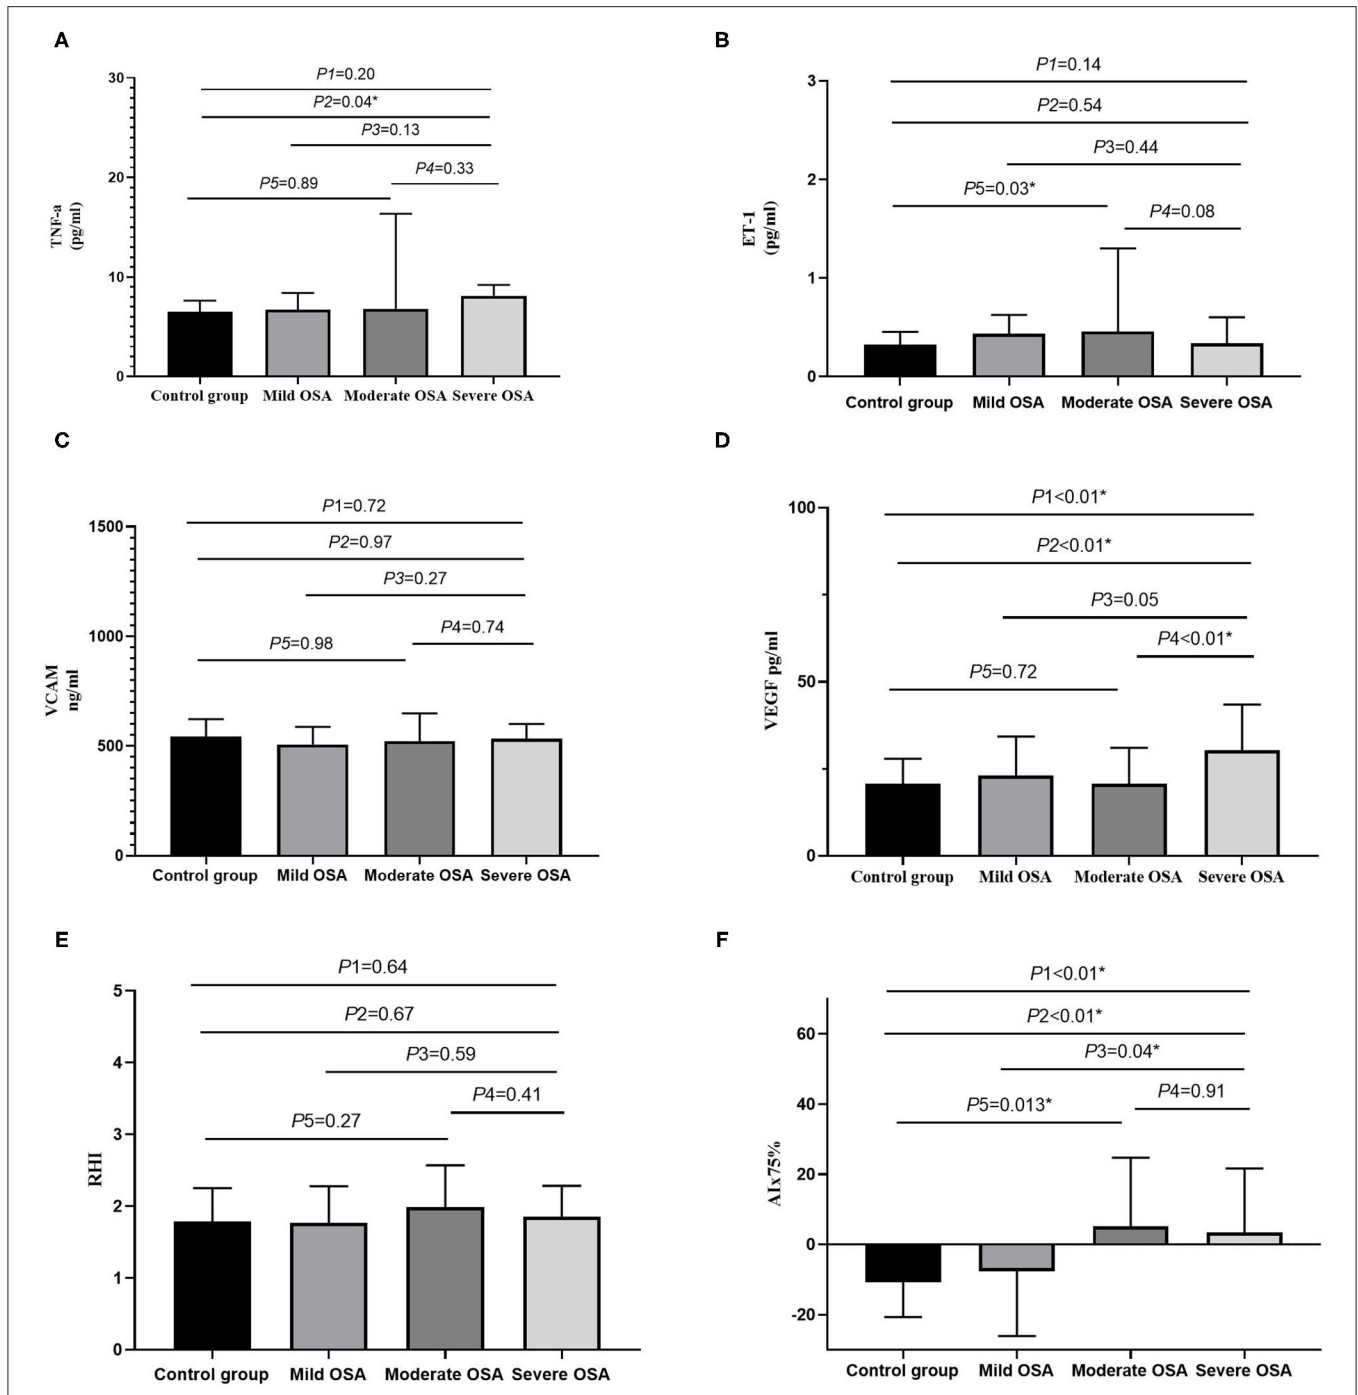 A
P1=0.20
P2=0.04*
P3=0.13
P4=0.33
P5=0.89
30
20
10
0
TNF-a
(pg/ml)
Control group Mild OSA Moderate OSA Severe OSA
B
P1=0.14
P2=0.54
P3=0.44
P5=0.03*
P4=0.08
3
2
1
0
ET-1
(pg/ml)
Control group Mild OSA Moderate OSA Severe OSA
C
P1=0.72
P2=0.97
P3=0.27
P4=0.74
P5=0.98
1500
1000
500
0
VCAM
ng/ml
Control group Mild OSA Moderate OSA Severe OSA
D
P1<0.01*
P2<0.01*
P3=0.05
P4<0.01*
P5=0.72
100
50
0
VEGF pg/ml
Control group Mild OSA Moderate OSA Severe OSA
E
P1=0.64
P2=0.67
P3=0.59
P4=0.41
P5=0.27
5
4
3
2
1
0
RHI
Control group Mild OSA Moderate OSA Severe OSA
F
P1<0.01*
P2<0.01*
P3=0.04*
P4=0.91
P5=0.013*
60
40
20
0
-20
AIx75%
Control group Mild OSA Moderate OSA Severe OSA